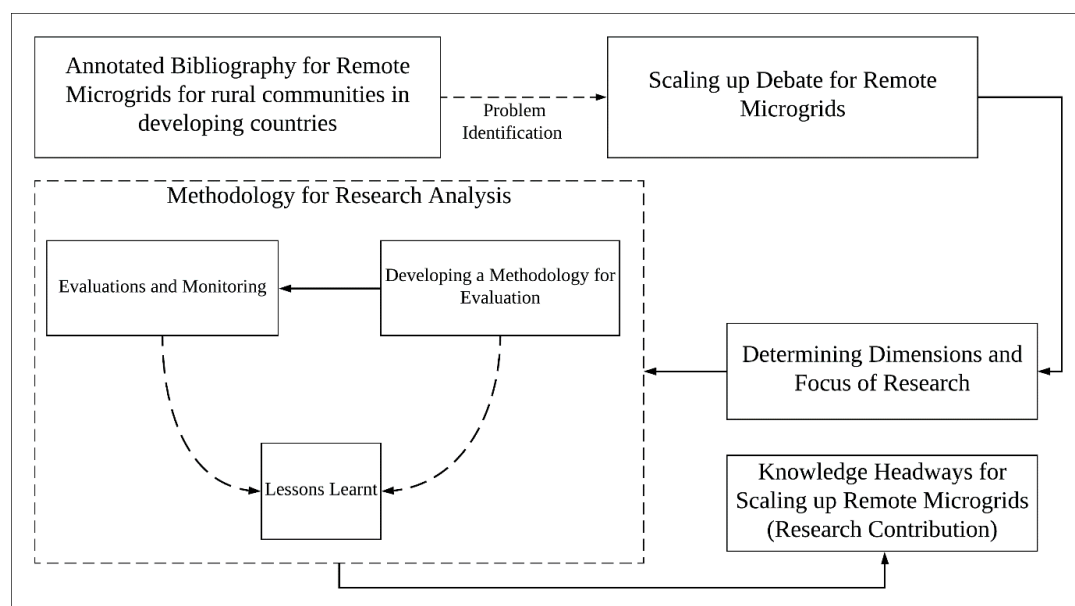 Annotated Bibliography for Remote
Microgrids for rural communities in
developing countries
Problem
Identification
Scaling up Debate for Remote
Microgrids
Methodology for Research Analysis
Evaluations and Monitoring
Developing a Methodology for
Evaluation
Lessons Learnt
Determining Dimensions and
Focus of Research
Knowledge Headways for
Scaling up Remote Microgrids
(Research Contribution)